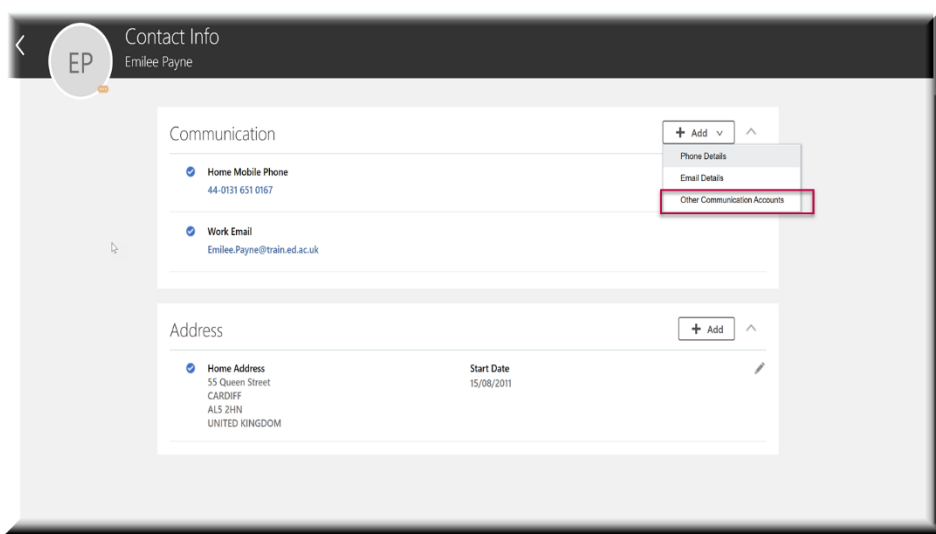 Contact Info
EP
Emilee Payne
Communication
+ Add
Phone Details
Email Details
Other Communication Accounts
Home Mobile Phone
44-0131 651 0167
Work Email
Emilee.Payne@train.ed.ac.uk
Address
+ Add
Home Address
55 Queen Street
CARDIFF
AL5 2HN
UNITED KINGDOM
Start Date
15/08/2011